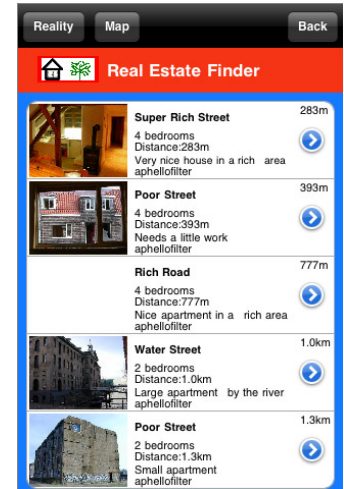 Reality Map Back
Real Estate Finder
Super Rich Street 283m
4 bedrooms
Distance:283m
Very nice house in a rich area
aphellofilter
Poor Street 393m
4 bedrooms
Distance:393m
Needs a little work
aphellofilter
Rich Road 777m
4 bedrooms
Distance:777m
Nice apartment in a rich area
aphellofilter
Water Street 1.0km
2 bedrooms
Distance:1.0km
Large apartment by the river
aphellofilter
Poor Street 1.3km
2 bedrooms
Distance:1.3km
Small apartment
aphellofilter